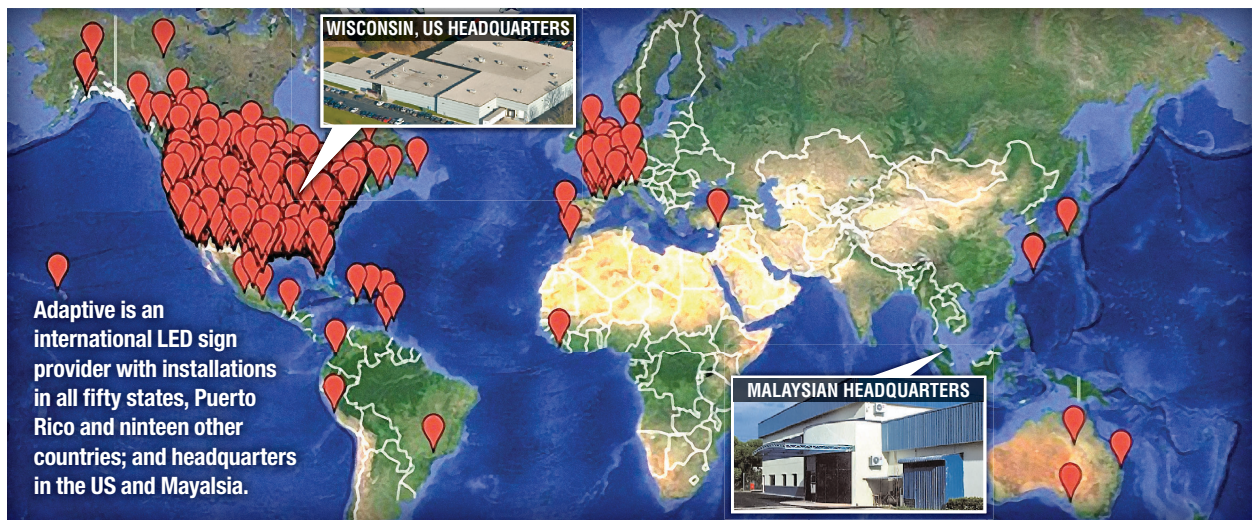 WISCONSIN, US HEADQUARTERS
Adaptive is an
international LED sign
provider with installations
in all fifty states, Puerto
Rico and ninteen other
countries; and headquarters
in the US and Mayalsia.
MALAYSIAN HEADQUARTERS